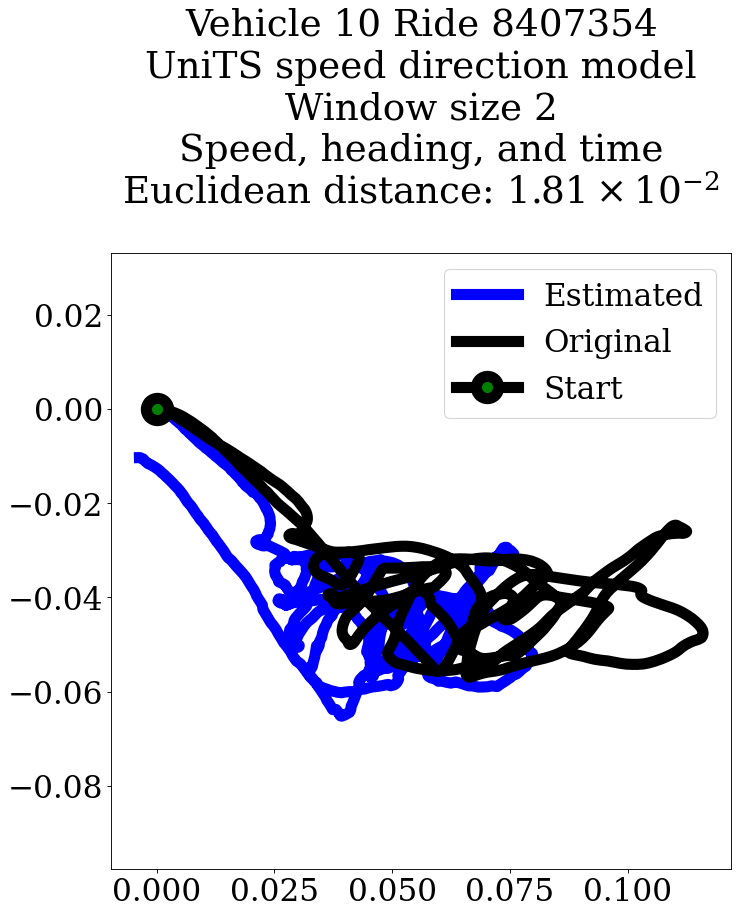 Vehicle 10 Ride 8407354
UniTS speed direction model
Window size 2
Speed, heading, and time
Euclidean distance: 1.81 × 10⁻²
Estimated
Original
Start
0.02
0.00
−0.02
−0.04
−0.06
−0.08
0.000 0.025 0.050 0.075 0.100